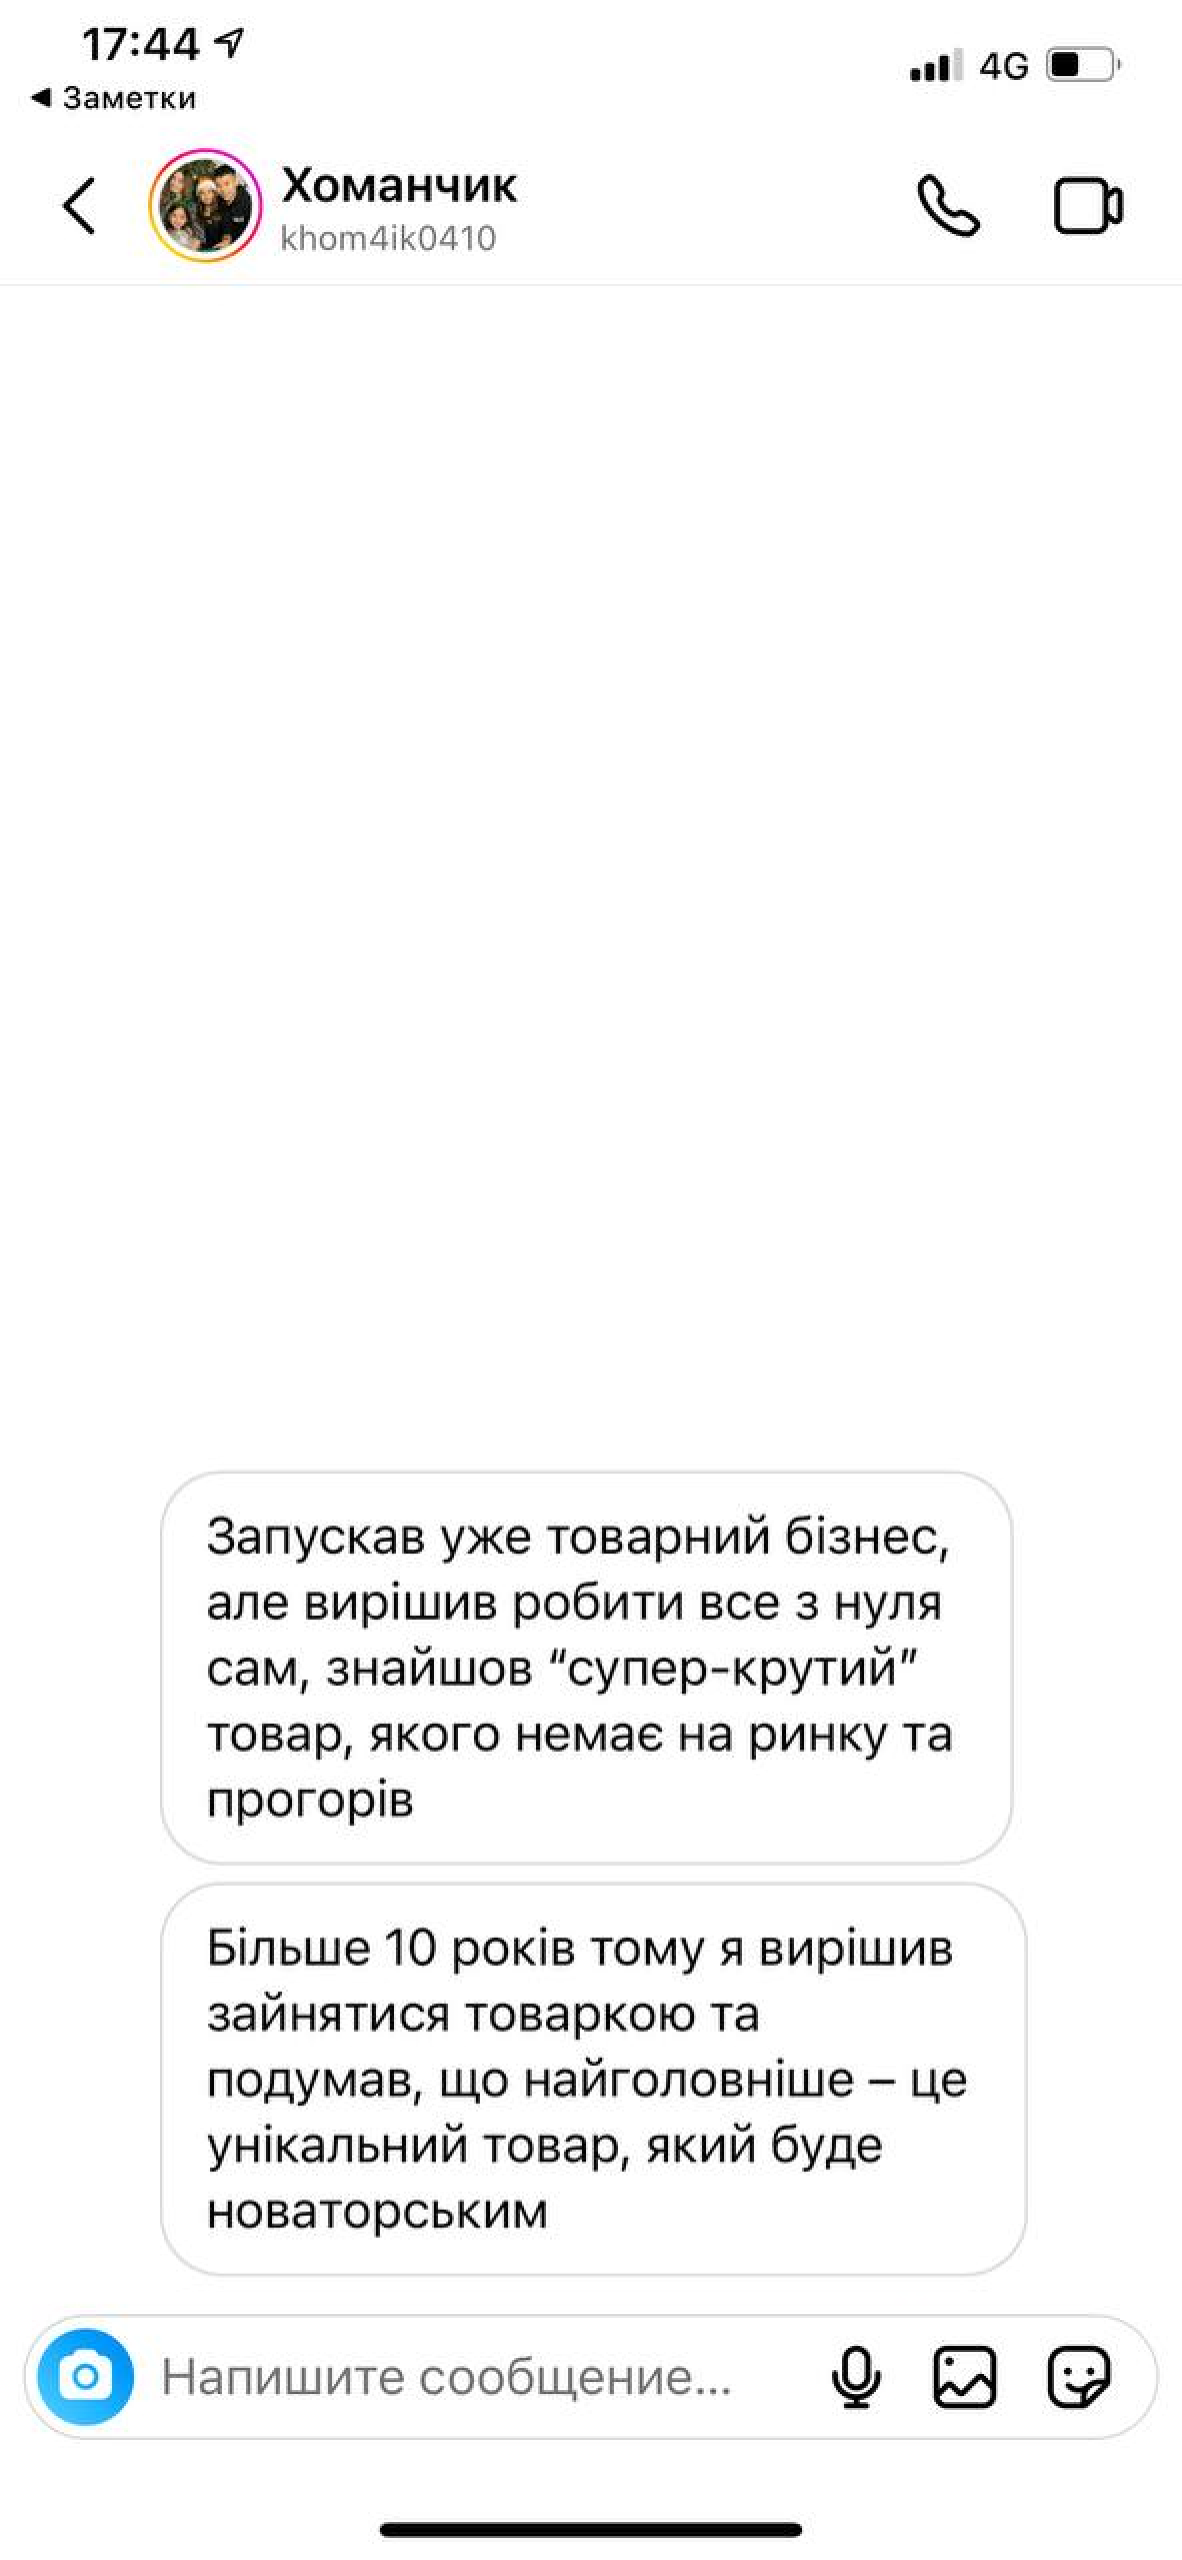 17:44
Заметки
4G
Хоманчик
khom4ik0410
Запускав уже товарний бізнес,
але вирішив робити все з нуля
сам, знайшов “супер-крутий”
товар, якого немає на ринку та
прогорів
Більше 10 років тому я вирішив
зайнятися товаркою та
подумав, що найголовніше – це
унікальний товар, який буде
новаторським
Напишите сообщение...